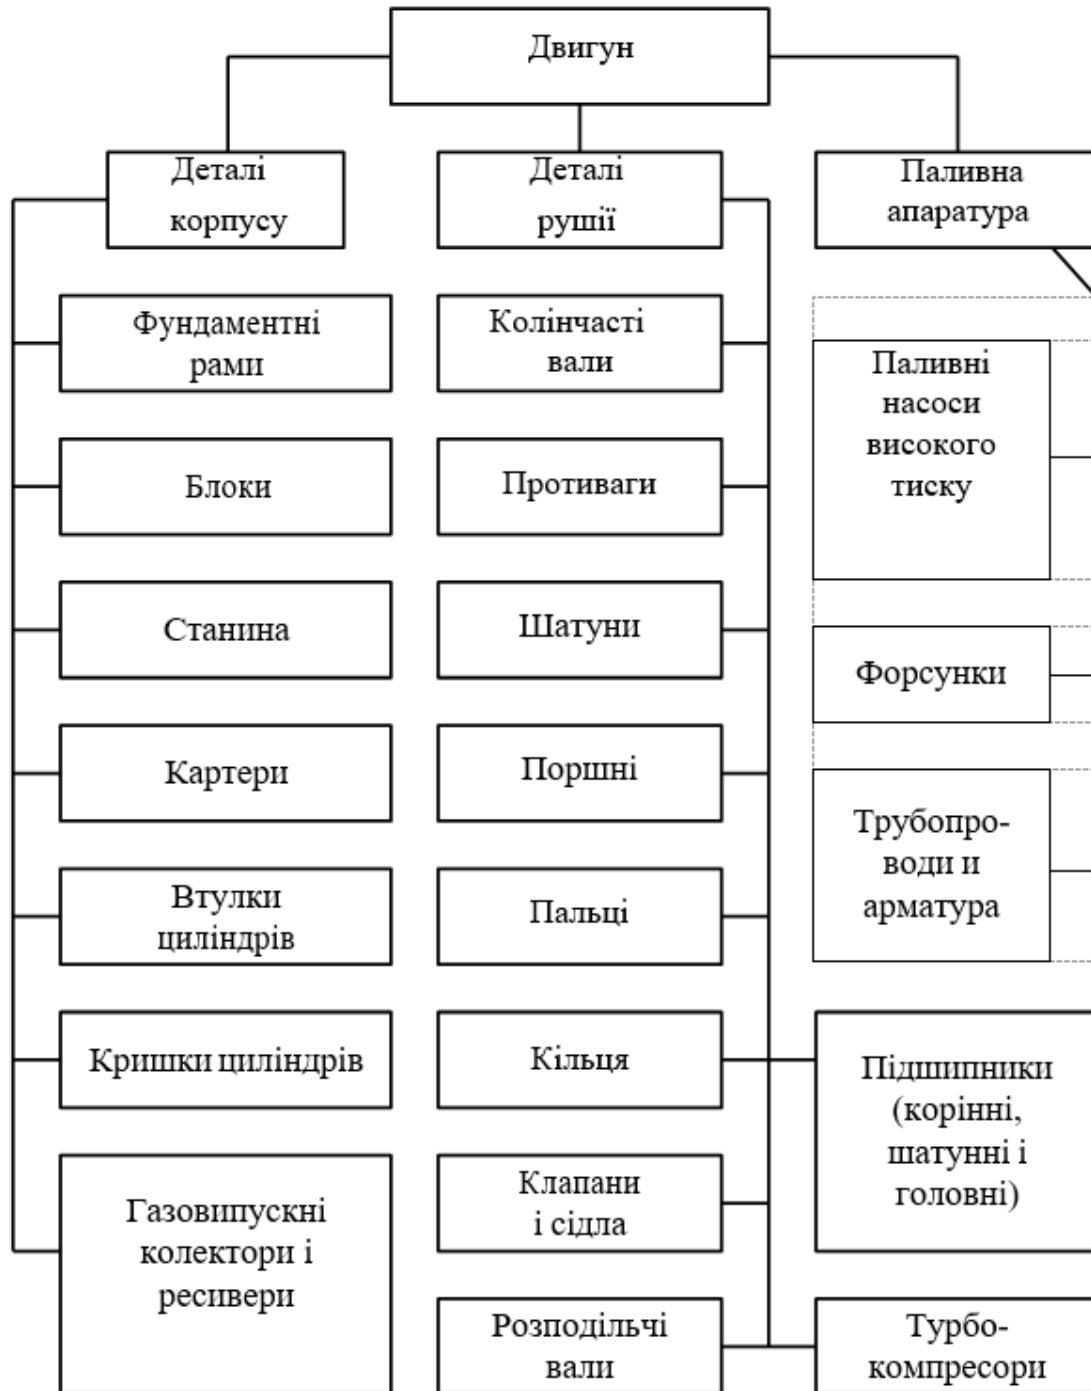 Двигун
Деталі
корпусу
Деталі
рушії
Паливна
апаратура
Фундаментні
рами
Блоки
Станина
Картери
Втулки
циліндрів
Кришки циліндрів
Газовипускні
колектори і
ресивери
Колінчасті
вали
Противаги
Шатуни
Поршні
Пальці
Кільця
Клапани
і сідла
Розподільчі
вали
Паливні
насоси
високого
тиску
Форсунки
Трубопро-
води и
арматура
Підшипники
(корінні,
шатунні і
головні)
Турбо-
компресори